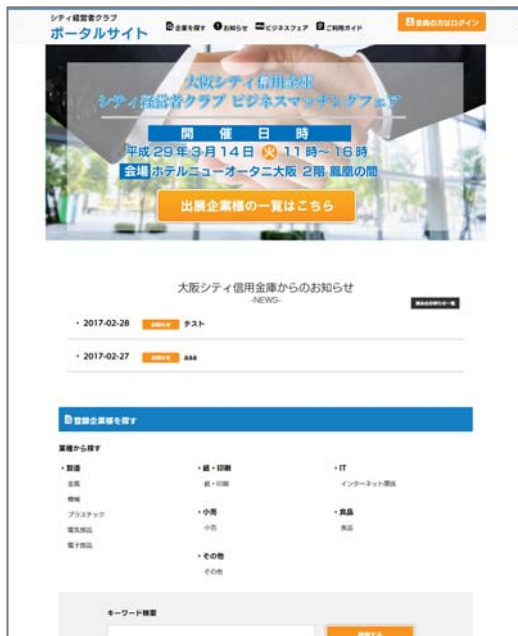 シティ経営者クラブ
ポータルサイト
企業を探す お知らせ ビジネスフェア ご利用ガイド
会員の方はログイン
大阪シティ信用金庫
シティ経営者クラブ ビジネスマッチングフェア
開催日時
平成29年3月14日 火 11時~16時
会場 ホテルニューオータニ大阪 2階 鳳凰の間
出展企業様の一覧はこちら
大阪シティ信用金庫からのお知らせ
-NEWS-
・2017-02-28 お知らせ テスト
・2017-02-27 お知らせ aaa
登録企業様を探す
業種から探す
・製造 ・紙・印刷 ・IT
金属 紙・印刷 インターネット関係
機械
プラスチック ・小売 ・食品
電気部品 小売 食品
電子部品
・その他
その他
キーワード検索
検索する